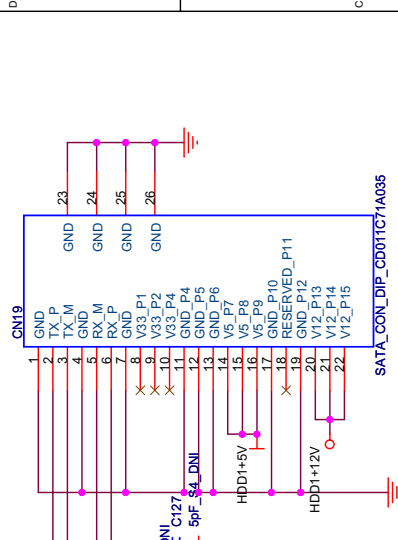 D
C
23
24
25
26
GND
GND
GND
GND
CN19
SATA_CON_DIP_CD011C71A035
1 GND
2 TX_P
3 TX_M
4 GND
5 RX_M
6 RX_P
7 GND
8 V33_P1
9 V33_P2
10 V33_P4
11 GND_P4
12 GND_P5
13 GND_P6
14 V5_P7
15 V5_P8
16 V5_P9
17 GND_P10
18 RESERVED_P11
19 GND_P12
20 V12_P13
21 V12_P14
22 V12_P15
HDD1+5V
HDD1+12V
C127
5pF_S4_DNI